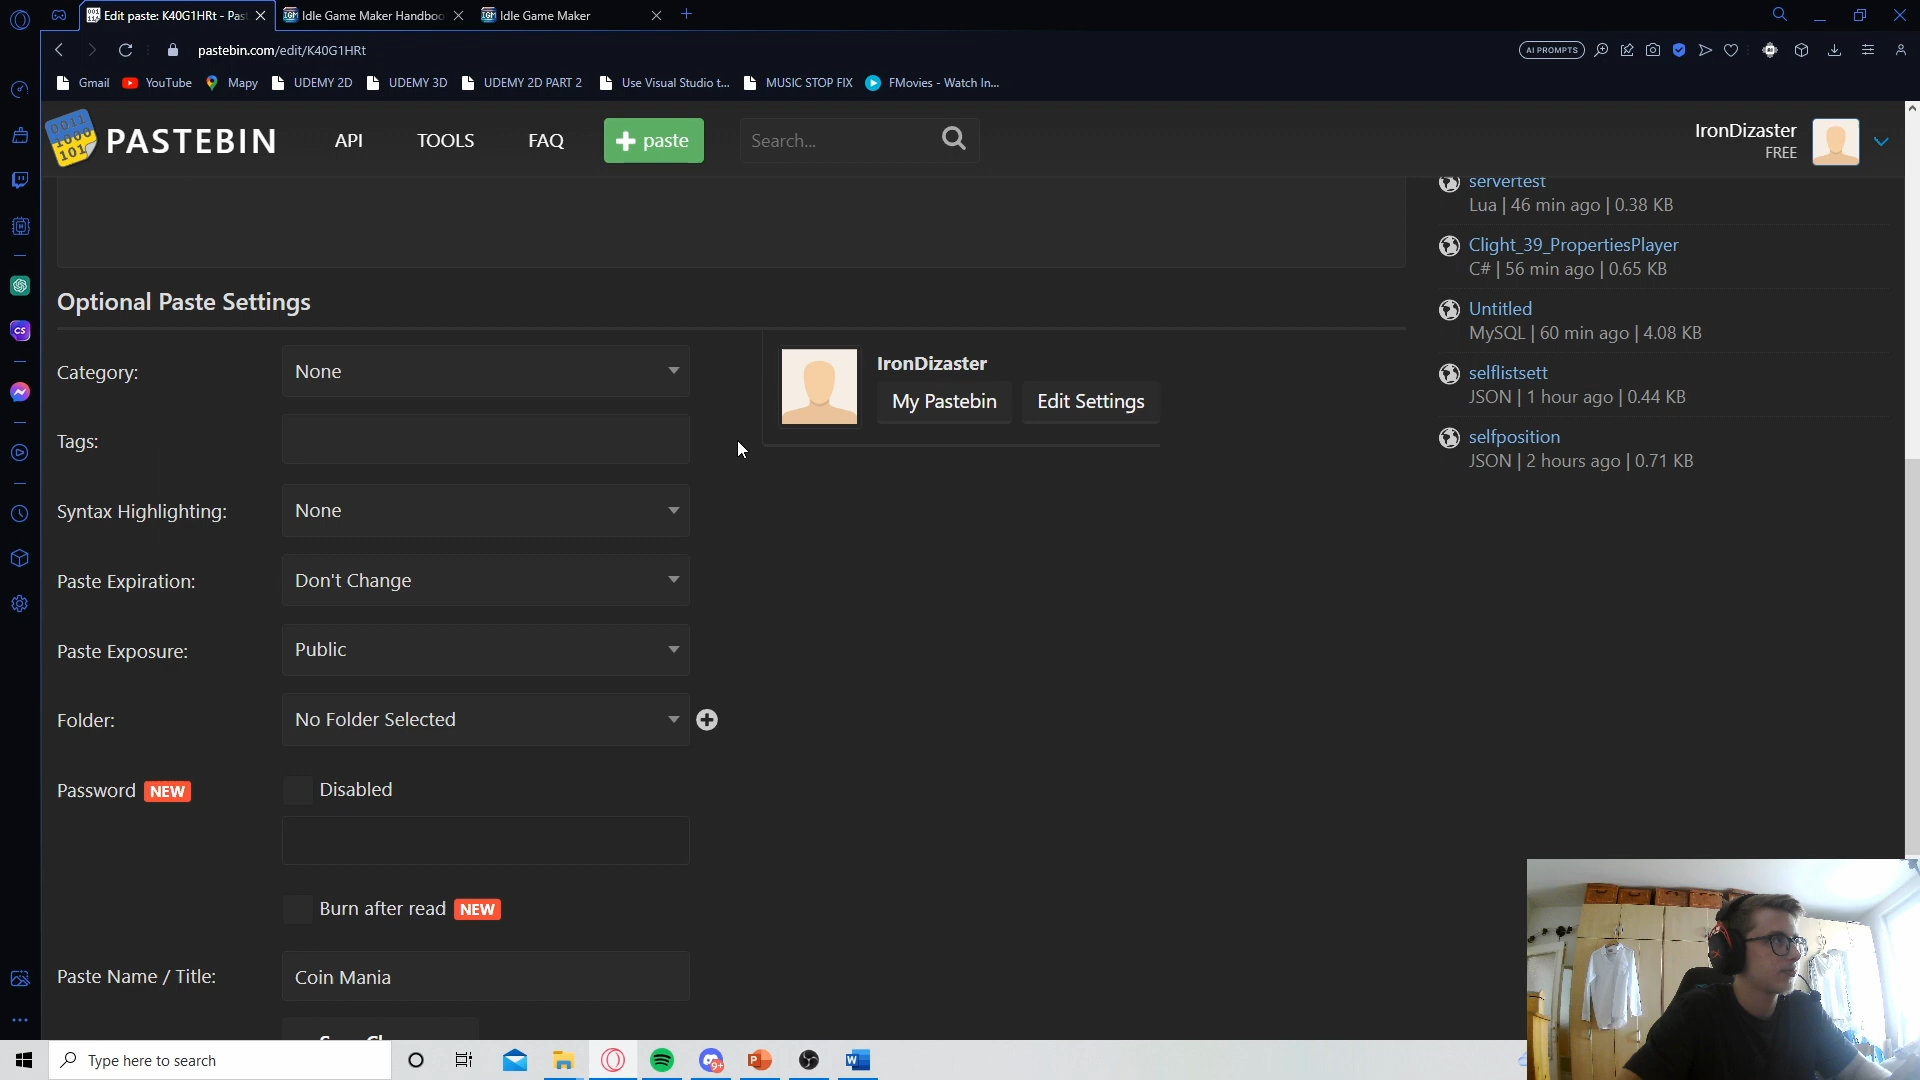 Edit paste: K40G1HRt - Pas
Idle Game Maker Handboo
Idle Game Maker
pastebin.com/edit/K40G1HRt
AI PROMPTS
Gmail
YouTube
Mapy
UDEMY 2D
UDEMY 3D
UDEMY 2D PART 2
Use Visual Studio t...
MUSIC STOP FIX
FMovies - Watch In...
PASTEBIN
API
TOOLS
FAQ
+ paste
Search...
IronDizaster
FREE
servertest
Lua | 46 min ago | 0.38 KB
Clight_39_PropertiesPlayer
C# | 56 min ago | 0.65 KB
Untitled
MySQL | 60 min ago | 4.08 KB
selflistsett
JSON | 1 hour ago | 0.44 KB
selfposition
JSON | 2 hours ago | 0.71 KB
Optional Paste Settings
Category:
None
Tags:
Syntax Highlighting:
None
Paste Expiration:
Don't Change
Paste Exposure:
Public
Folder:
No Folder Selected
Password NEW
Disabled
Burn after read NEW
Paste Name / Title:
Coin Mania
IronDizaster
My Pastebin
Edit Settings
Type here to search